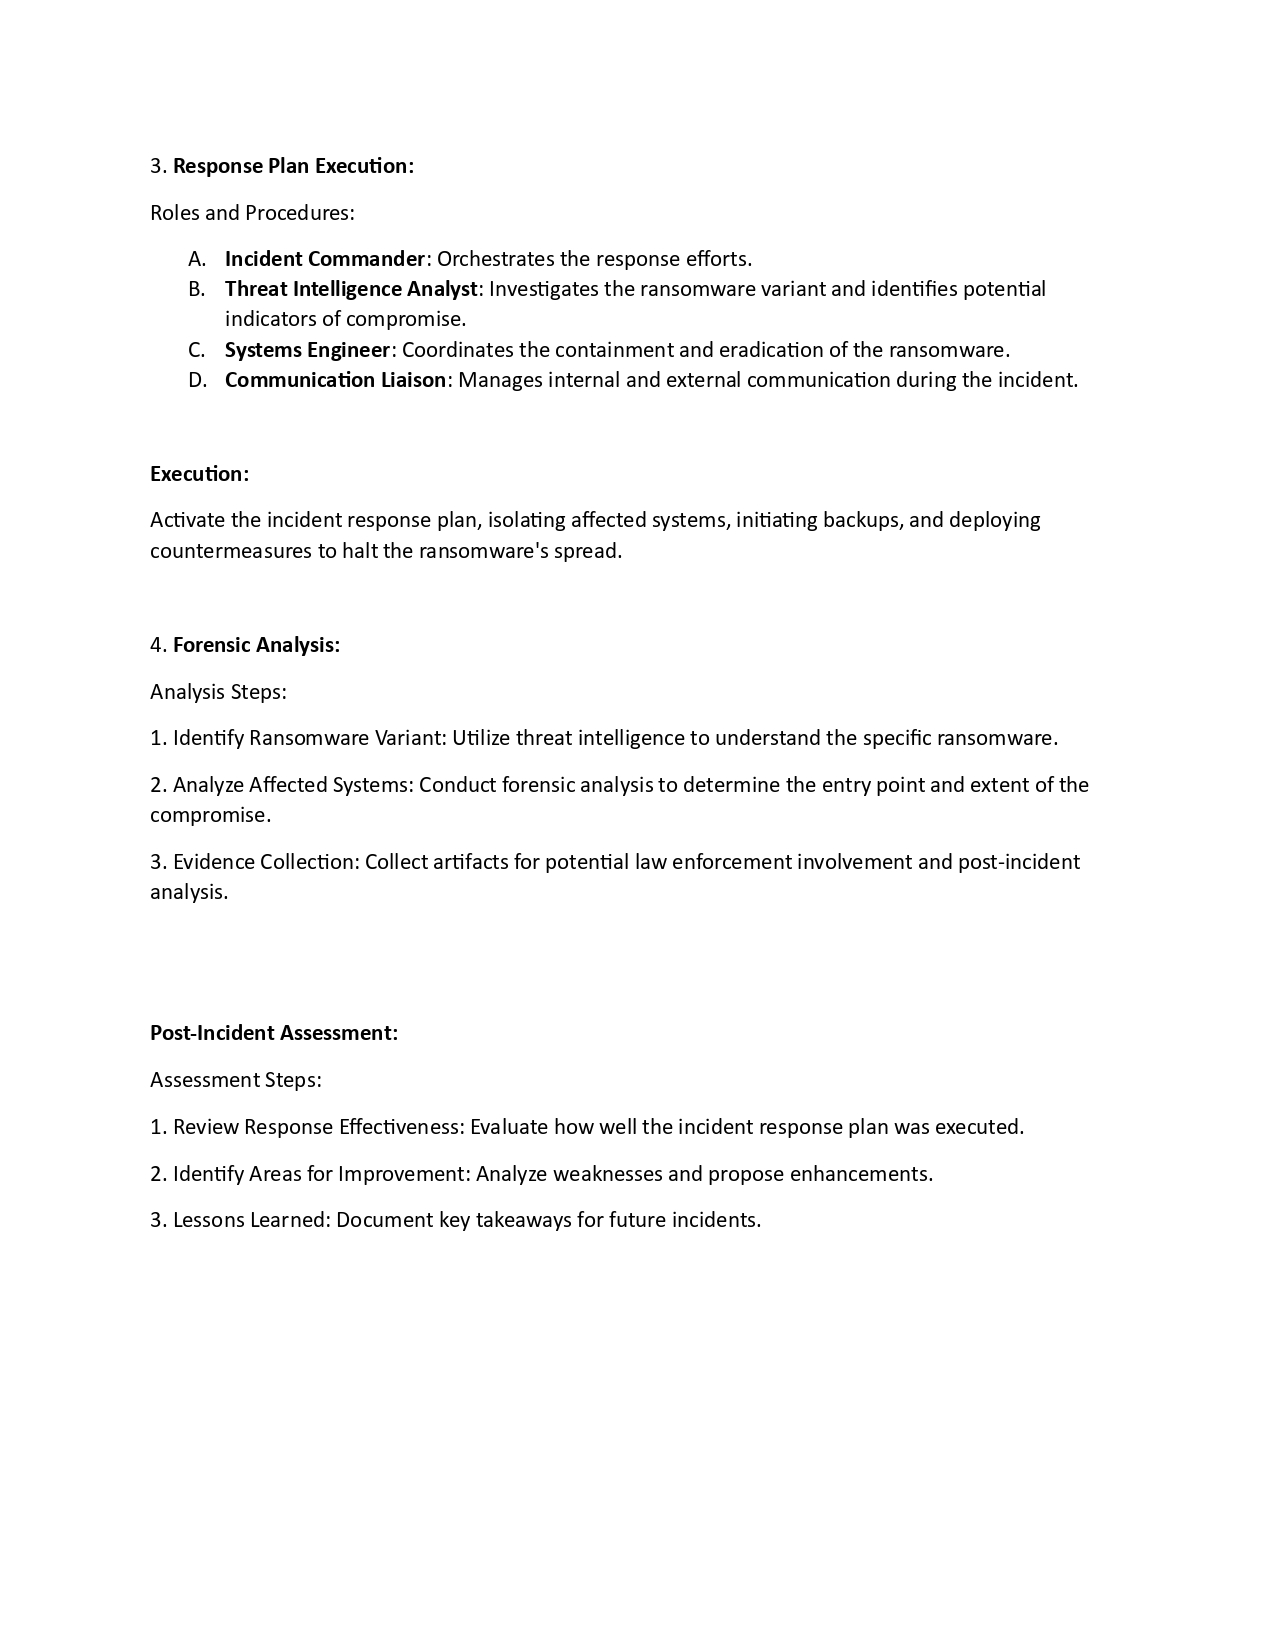 3. Response Plan Execution:
Roles and Procedures:
A. Incident Commander: Orchestrates the response efforts.
B. Threat Intelligence Analyst: Investigates the ransomware variant and identifies potential
indicators of compromise.
C. Systems Engineer: Coordinates the containment and eradication of the ransomware.
D. Communication Liaison: Manages internal and external communication during the incident.
Execution:
Activate the incident response plan, isolating affected systems, initiating backups, and deploying
countermeasures to halt the ransomware's spread.
4. Forensic Analysis:
Analysis Steps:
1. Identify Ransomware Variant: Utilize threat intelligence to understand the specific ransomware.
2. Analyze Affected Systems: Conduct forensic analysis to determine the entry point and extent of the
compromise.
3. Evidence Collection: Collect artifacts for potential law enforcement involvement and post-incident
analysis.
Post-Incident Assessment:
Assessment Steps:
1. Review Response Effectiveness: Evaluate how well the incident response plan was executed.
2. Identify Areas for Improvement: Analyze weaknesses and propose enhancements.
3. Lessons Learned: Document key takeaways for future incidents.